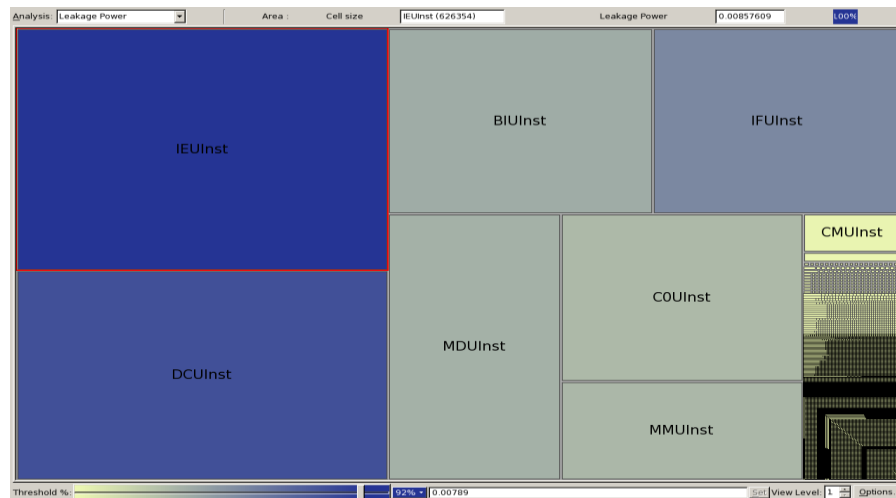 Analysis: Leakage Power Area : Cell size IEUInst (626354) Leakage Power 0.00857609 100%
IEUInst
BIUInst
IFUInst
CMUInst
C0UInst
MDUInst
DCUInst
MMUInst
Threshold %: 92% 0.00789 Set View Level: 1 Options